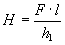 H = F · l / h₁